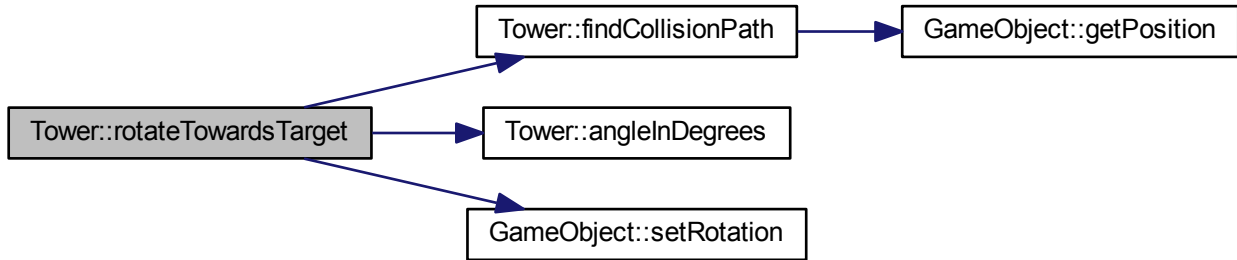 Tower::findCollisionPath
GameObject::getPosition
Tower::rotateTowardsTarget
Tower::angleInDegrees
GameObject::setRotation